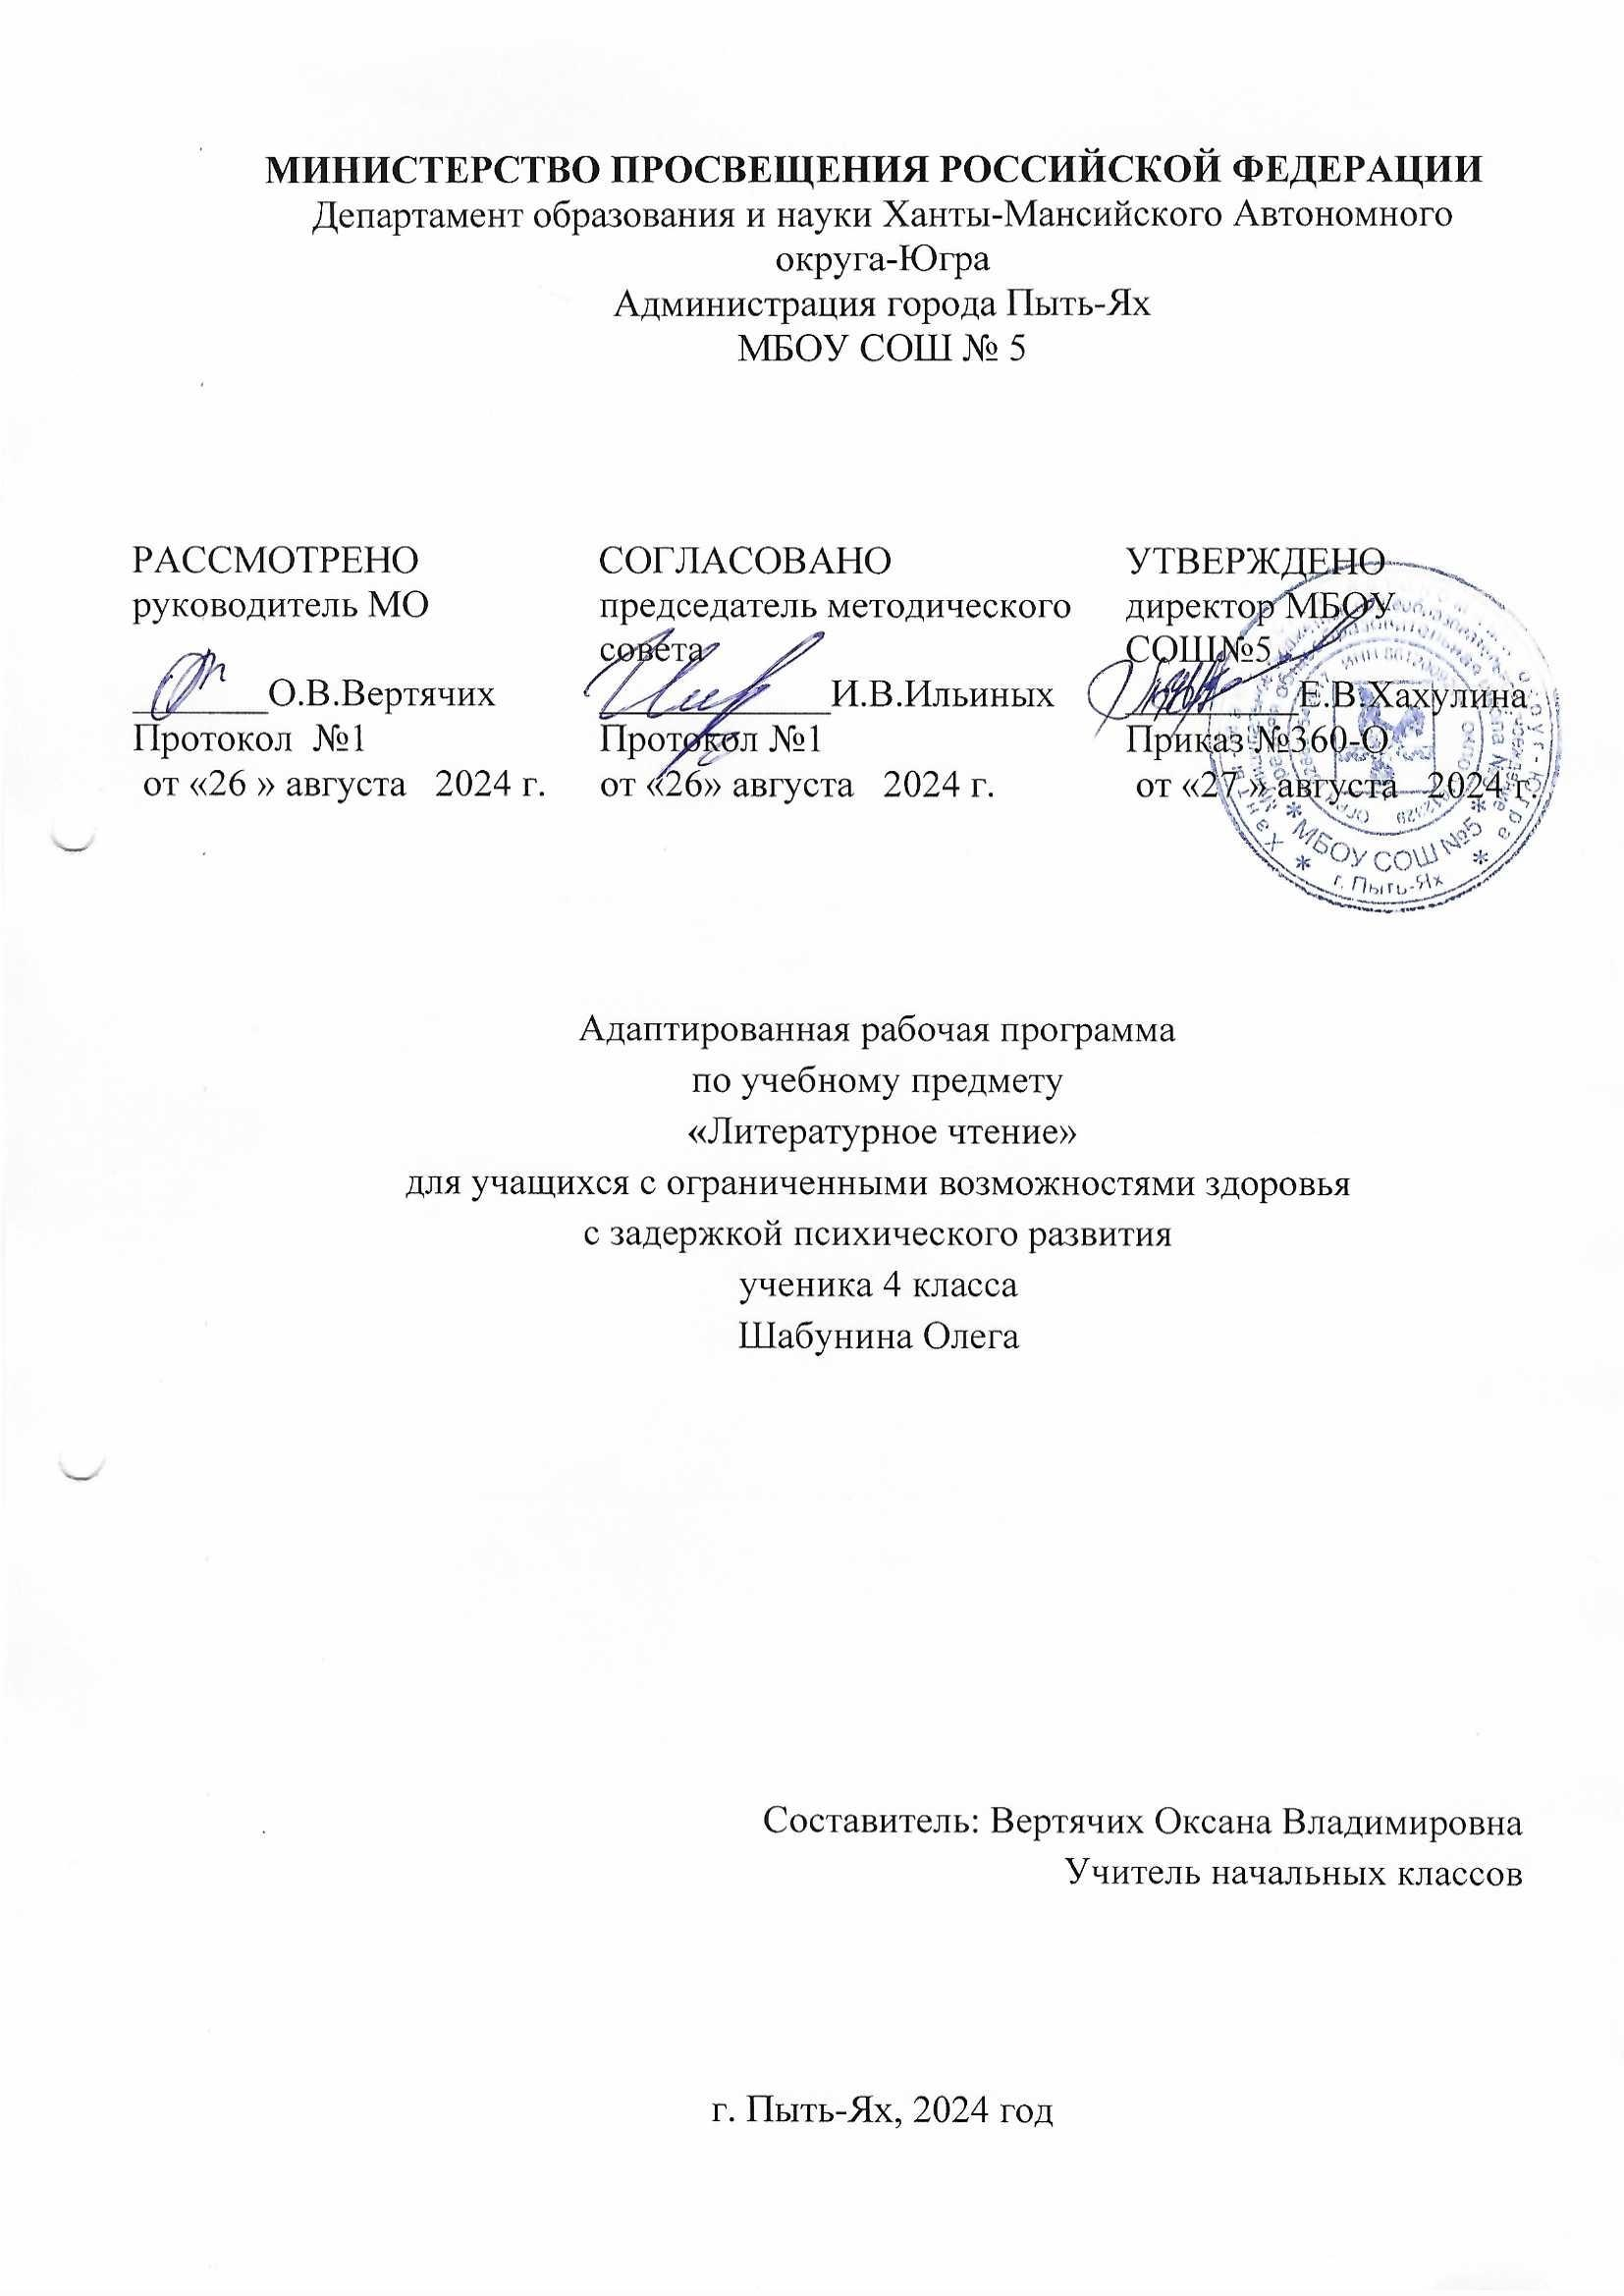 МИНИСТЕРСТВО ПРОСВЕЩЕНИЯ РОССИЙСКОЙ ФЕДЕРАЦИИ
Департамент образования и науки Ханты-Мансийского Автономного
округа-Югра
Администрация города Пыть-Ях
МБОУ СОШ № 5
РАССМОТРЕНО
руководитель МО
_______О.В.Вертячих
Протокол №1
от «26 » августа 2024 г.
СОГЛАСОВАНО
председатель методического
совета
____________И.В.Ильиных
Протокол №1
от «26» августа 2024 г.
УТВЕРЖДЕНО
директор МБОУ
СОШ№5
_________Е.В.Хахулина
Приказ №360-О
от «27 » августа 2024 г.
* МБОУ СОШ №5 *
г. Пыть-Ях
Адаптированная рабочая программа
по учебному предмету
«Литературное чтение»
для учащихся с ограниченными возможностями здоровья
с задержкой психического развития
ученика 4 класса
Шабунина Олега
Составитель: Вертячих Оксана Владимировна
Учитель начальных классов
г. Пыть-Ях, 2024 год